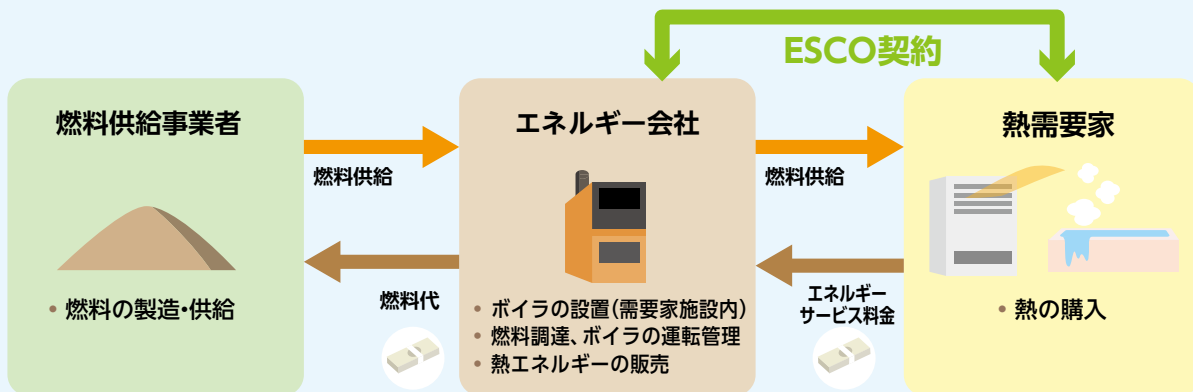 ESCO契約
燃料供給事業者
燃料供給
燃料代
・燃料の製造・供給
エネルギー会社
・ボイラの設置(需要家施設内)
・燃料調達、ボイラの運転管理
・熱エネルギーの販売
燃料供給
エネルギー
サービス料金
熱需要家
・熱の購入